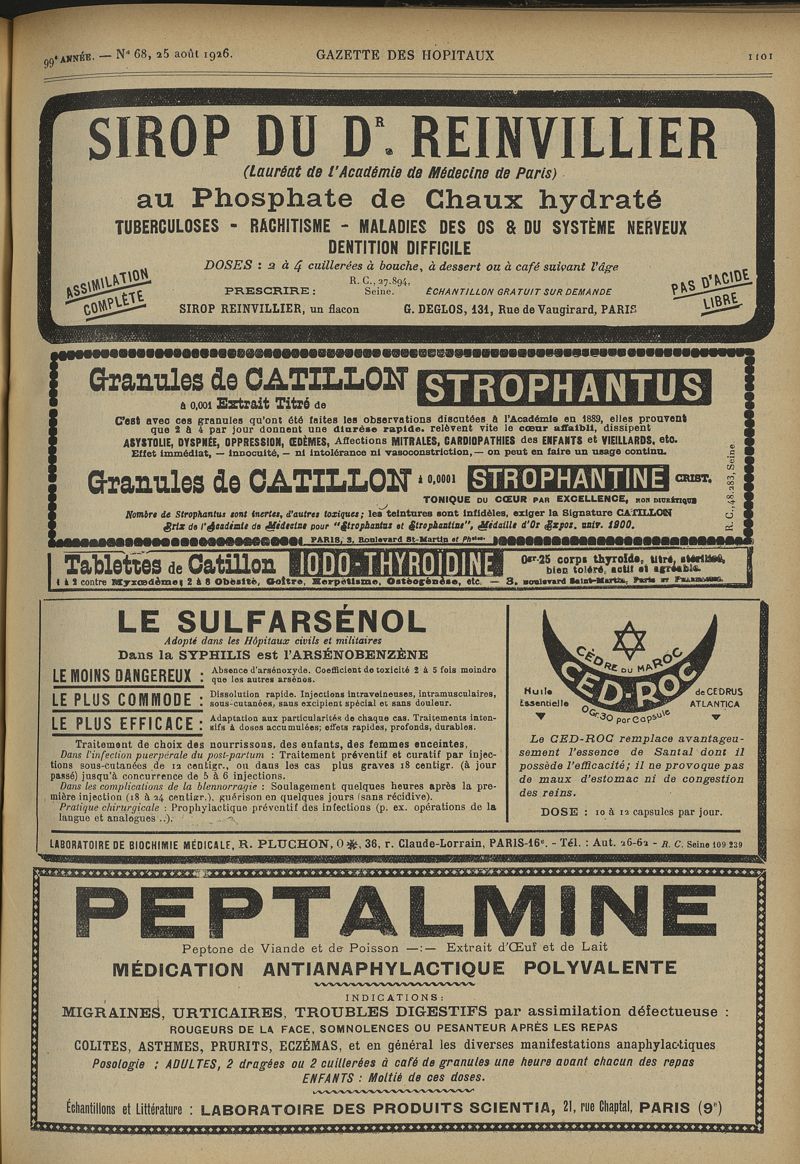 99e ANNÉE. — No 68, 25 août 1926.
GAZETTE DES HOPITAUX
1101
SIROP DU DR. REINVILLIER
(Lauréat de l'Académie de Médecine de Paris)
au Phosphate de Chaux hydraté
TUBERCULOSES - RACHITISME - MALADIES DES OS & DU SYSTÈME NERVEUX
DENTITION DIFFICILE
DOSES : 2 à 4 cuillerées à bouche, à dessert ou à café suivant l'âge
ASSIMILATION COMPLÈTE
PAS D'ACIDE LIBRE
PRESCRIRE : R. C., 27.894, Seine. ÉCHANTILLON GRATUIT SUR DEMANDE
SIROP REINVILLIER, un flacon G. DEGLOS, 131, Rue de Vaugirard, PARIS
Granules de CATILLON STROPHANTUS
à 0,001 Extrait Titré de
C'est avec ces granules qu'ont été faites les observations discutées à l'Académie en 1889, elles prouvent
que 2 à 4 par jour donnent une diurèse rapide, relèvent vite le cœur affaibli, dissipent
ASYSTOLIE, DYSPNÉE, OPPRESSION, ŒDÈMES, Affections MITRALES, CARDIOPATHIES des ENFANTS et VIEILLARDS, etc.
Effet immédiat, — innocuité, — ni intolérance ni vasoconstriction, — on peut en faire un usage continu.
Granules de CATILLON à 0,0001 STROPHANTINE CRIST.
TONIQUE DU CŒUR PAR EXCELLENCE, NON DIURÉTIQUE
Nombre de Strophantus sont inertes, d'autres toxiques; les teintures sont infidèles, exiger la Signature CATILLON
Prix de l'Académie de Médecine pour "Strophantus et Strophantine", Médaille d'Or Expos. univ. 1900.
PARIS, 3, Boulevard St-Martin et Phcies.
R. C., 48.283, Seine
Tablettes de Catillon IODO-THYROÏDINE
0gr.25 corps thyroïde, titré, stérilisé,
bien toléré, actif et agréable.
1 à 2 contre Myxœdème; 2 à 8 Obésité, Goître, Herpétisme, Ostéogénèse, etc. — 3, Boulevard Saint-Martin, Paris et Pharmacies.
LE SULFARSÉNOL
Adopté dans les Hôpitaux civils et militaires
Dans la SYPHILIS est l'ARSÉNOBENZÈNE
LE MOINS DANGEREUX : Absence d'arsénoxyde. Coefficient de toxicité 2 à 5 fois moindre
que les autres arsénos.
LE PLUS COMMODE : Dissolution rapide. Injections intraveineuses, intramusculaires,
sous-cutanées, sans excipient spécial et sans douleur.
LE PLUS EFFICACE : Adaptation aux particularités de chaque cas. Traitements inten-
sifs à doses accumulées; effets rapides, profonds, durables.
Traitement de choix des nourrissons, des enfants, des femmes enceintes.
Dans l'infection puerpérale du post-partum : Traitement préventif et curatif par injec-
tions sous-cutanées de 12 centigr., ou dans les cas plus graves 18 centigr. (à jour
passé) jusqu'à concurrence de 5 à 6 injections.
Dans les complications de la blennorragie : Soulagement quelques heures après la pre-
mière injection (18 à 24 centigr.), guérison en quelques jours (sans récidive).
Pratique chirurgicale : Prophylactique préventif des infections (p. ex. opérations de la
langue et analogues ..).
CÈDRE DU MAROC
CED-ROC
0Gr.30 par Capsule
Huile Essentielle
de CEDRUS ATLANTICA
Le CED-ROC remplace avantageu-
sement l'essence de Santal dont il
possède l'efficacité; il ne provoque pas
de maux d'estomac ni de congestion
des reins.
DOSE : 10 à 12 capsules par jour.
LABORATOIRE DE BIOCHIMIE MÉDICALE, R. PLUCHON, O✻, 36, r. Claude-Lorrain, PARIS-16e. - Tél. : Aut. 26-62 - R. C. Seine 109 239
PEPTALMINE
Peptone de Viande et de Poisson —:— Extrait d'Œuf et de Lait
MÉDICATION ANTIANAPHYLACTIQUE POLYVALENTE
INDICATIONS:
MIGRAINES, URTICAIRES, TROUBLES DIGESTIFS par assimilation défectueuse :
ROUGEURS DE LA FACE, SOMNOLENCES OU PESANTEUR APRÈS LES REPAS
COLITES, ASTHMES, PRURITS, ECZÉMAS, et en général les diverses manifestations anaphylactiques
Posologie : ADULTES, 2 dragées ou 2 cuillerées à café de granules une heure avant chacun des repas
ENFANTS : Moitié de ces doses.
Échantillons et Littérature : LABORATOIRE DES PRODUITS SCIENTIA, 21, rue Chaptal, PARIS (9e)